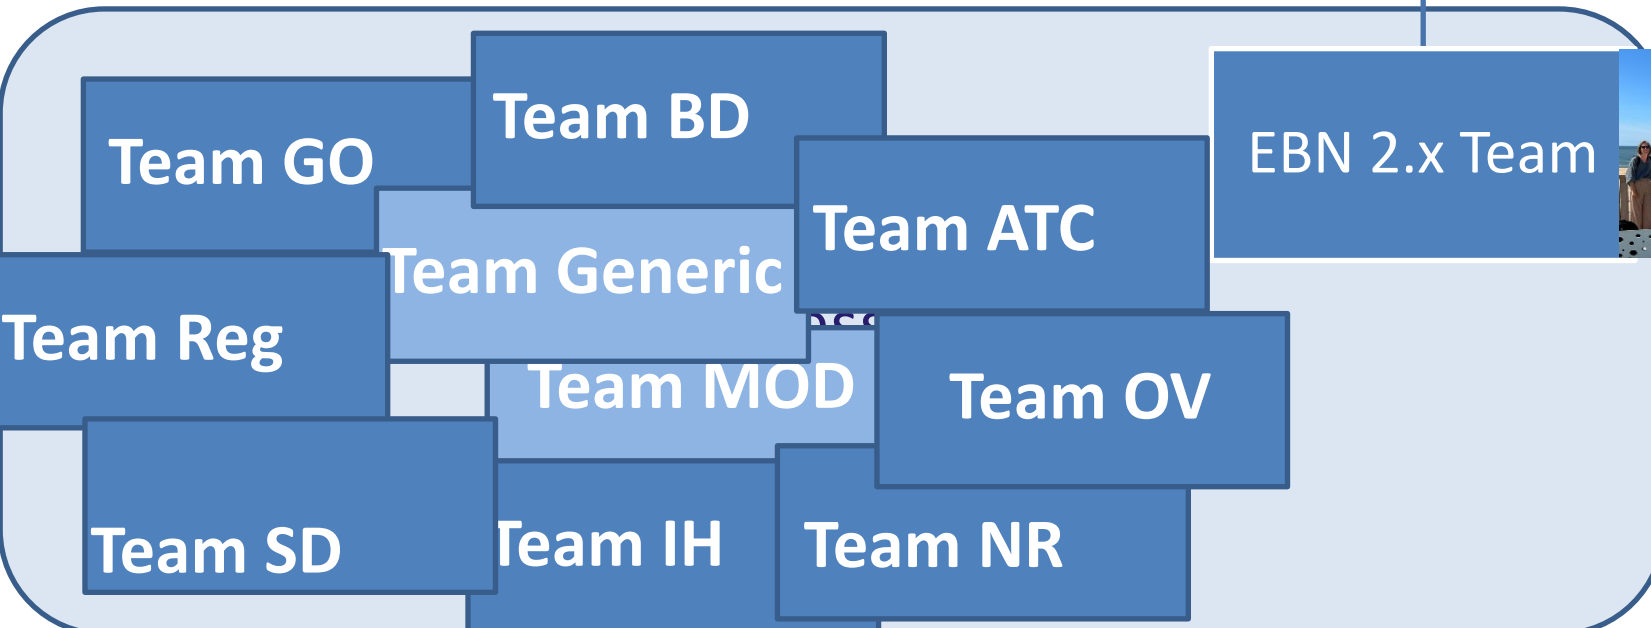 Team BD
EBN 2.x Team
Team GO
Team ATC
Team Generic
Team Reg
Team MOD
Team OV
Team SD
Team IH
Team NR